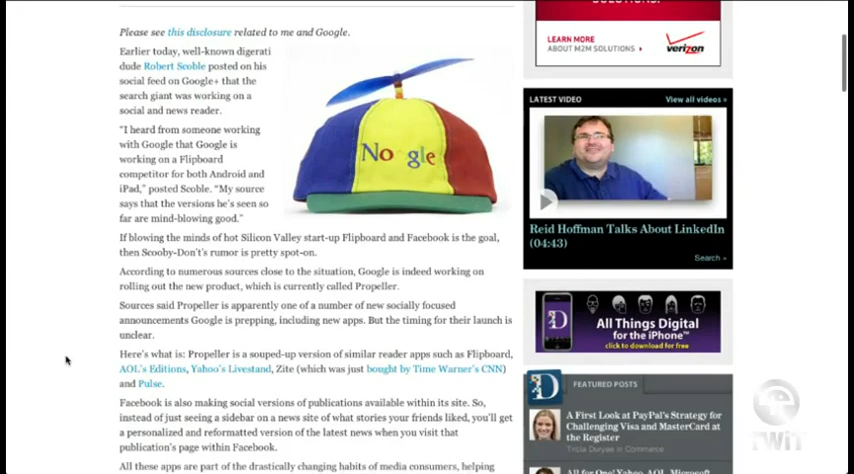 Please see this disclosure related to me and Google.
Earlier today, well-known digerati
dude Robert Scoble posted on his
social feed on Google+ that the
search giant was working on a
social and news reader.
"I heard from someone working
with Google that Google is
working on a Flipboard
competitor for both Android and
iPad," posted Scoble. "My source
says that the versions he's seen so
far are mind-blowing good."
Noogle
If blowing the minds of hot Silicon Valley start-up Flipboard and Facebook is the goal,
then Scooby-Don't's rumor is pretty spot-on.
According to numerous sources close to the situation, Google is indeed working on
rolling out the new product, which is currently called Propeller.
Sources said Propeller is apparently one of a number of new socially focused
announcements Google is prepping, including new apps. But the timing for their launch is
unclear.
Here's what is: Propeller is a souped-up version of similar reader apps such as Flipboard,
AOL's Editions, Yahoo's Livestand, Zite (which was just bought by Time Warner's CNN)
and Pulse.
Facebook is also making social versions of publications available within its site. So,
instead of just seeing a sidebar on a news site of what stories your friends liked, you'll get
a personalized and reformatted version of the latest news when you visit that
publication's page within Facebook.
All these apps are part of the drastically changing habits of media consumers, helping
SOLUTIONS.
LEARN MORE
ABOUT M2M SOLUTIONS
verizon
LATEST VIDEO
View all videos »
Reid Hoffman Talks About LinkedIn
(04:43)
Search »
D
All Things Digital
for the iPhone™
click to download for free
D
FEATURED POSTS
A First Look at PayPal's Strategy for
Challenging Visa and MasterCard at
the Register
Tricia Duryee in Commerce
All for One! Yahoo, AOL, Microsoft
TWiT